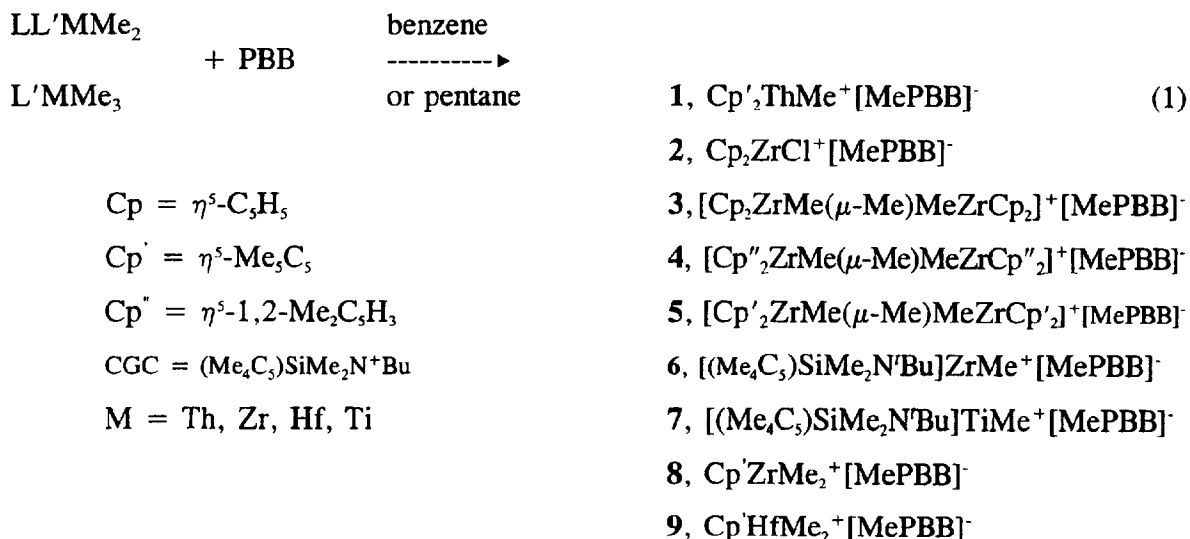 LL'MMe₂ benzene
+ PBB ----------▸
L'MMe₃ or pentane 1, Cp'₂ThMe⁺[MePBB]⁻ (1)
2, Cp₂ZrCl⁺[MePBB]⁻
Cp = η⁵-C₅H₅ 3, [Cp₂ZrMe(μ-Me)MeZrCp₂]⁺[MePBB]⁻
Cp' = η⁵-Me₅C₅ 4, [Cp"₂ZrMe(μ-Me)MeZrCp"₂]⁺[MePBB]⁻
Cp" = η⁵-1,2-Me₂C₅H₃ 5, [Cp'₂ZrMe(μ-Me)MeZrCp'₂]⁺[MePBB]⁻
CGC = (Me₄C₅)SiMe₂N⁺Bu 6, [(Me₄C₅)SiMe₂NᵗBu]ZrMe⁺[MePBB]⁻
M = Th, Zr, Hf, Ti 7, [(Me₄C₅)SiMe₂NᵗBu]TiMe⁺[MePBB]⁻
8, Cp'ZrMe₂⁺[MePBB]⁻
9, Cp'HfMe₂⁺[MePBB]⁻